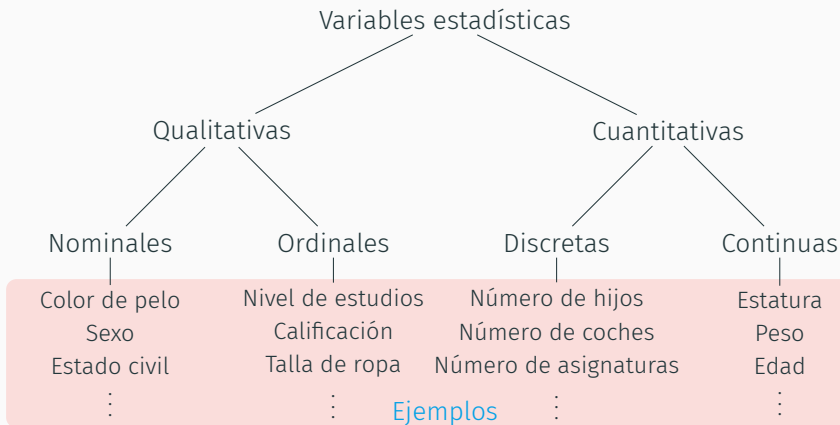 Variables estadísticas
Qualitativas Cuantitativas
Nominales Ordinales Discretas Continuas
Color de pelo Nivel de estudios Número de hijos Estatura
Sexo Calificación Número de coches Peso
Estado civil Talla de ropa Número de asignaturas Edad
⋮ ⋮ Ejemplos ⋮ ⋮